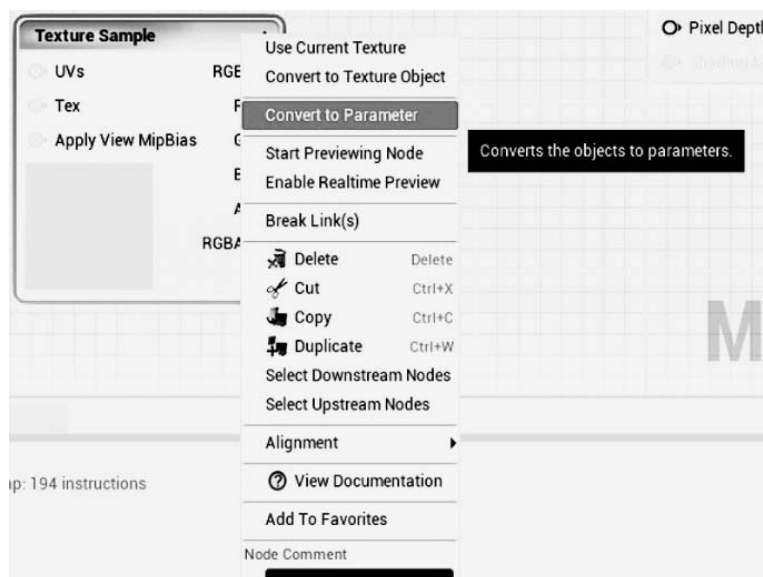 Texture Sample
UVs
RGB
Tex
Apply View MipBias
RGBA
Use Current Texture
Convert to Texture Object
Convert to Parameter
Start Previewing Node
Enable Realtime Preview
Break Link(s)
Delete Delete
Cut Ctrl+X
Copy Ctrl+C
Duplicate Ctrl+W
Select Downstream Nodes
Select Upstream Nodes
Alignment
View Documentation
Add To Favorites
Node Comment
Converts the objects to parameters.
Pixel Dept
M
194 instructions